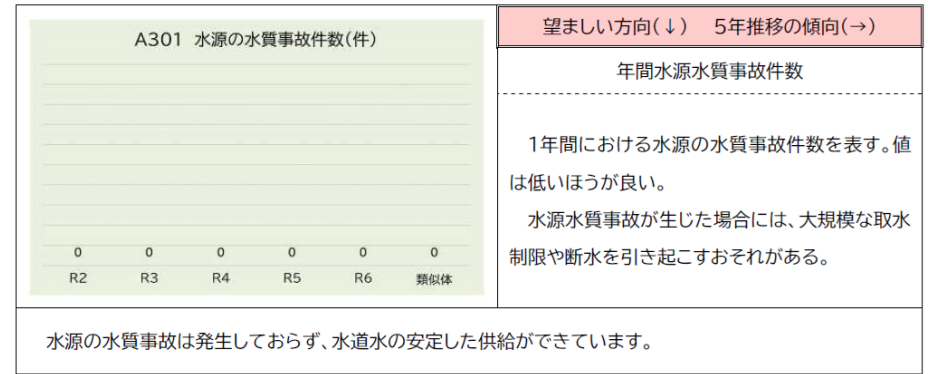 A301 水源の水質事故件数(件)
0 0 0 0 0 0
R2 R3 R4 R5 R6 類似体
望ましい方向(↓) 5年推移の傾向(→)
年間水源水質事故件数
1年間における水源の水質事故件数を表す。値
は低いほうが良い。
水源水質事故が生じた場合には、大規模な取水
制限や断水を引き起こすおそれがある。
水源の水質事故は発生しておらず、水道水の安定した供給ができています。